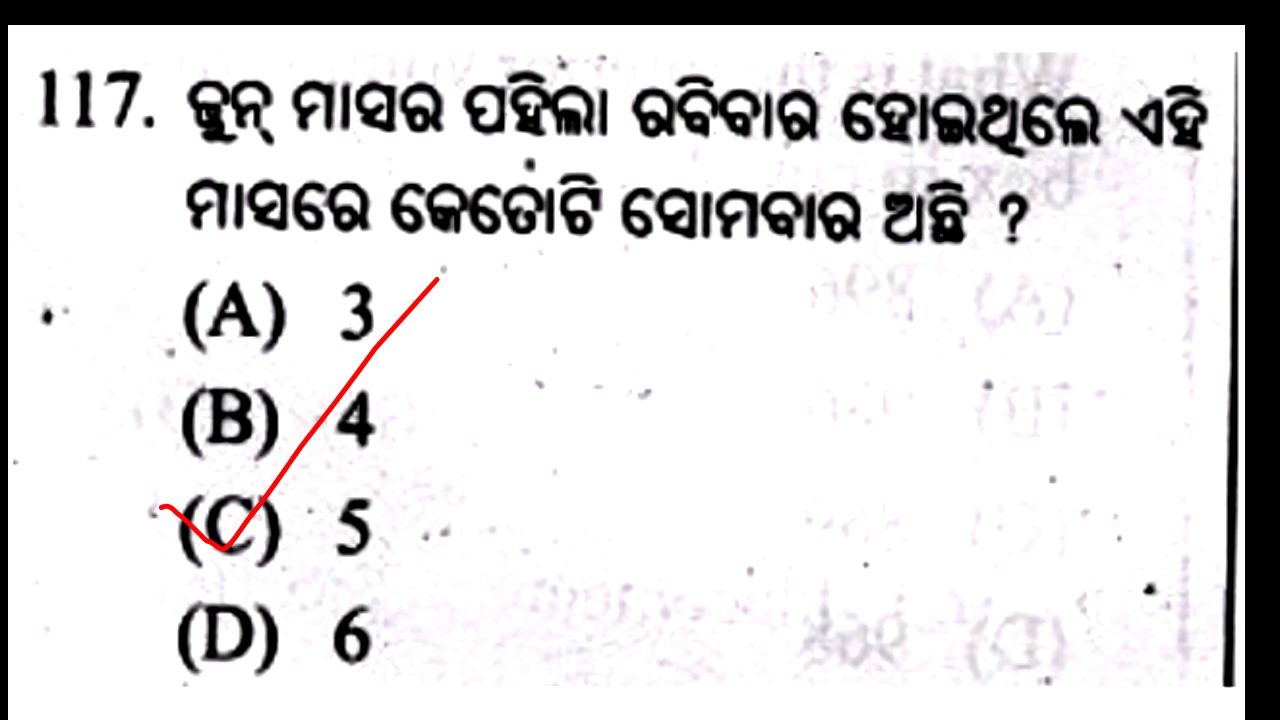 117. ଜୁନ୍ ମାସର ପହିଲା ରବିବାର ହୋଇଥିଲେ ଏହି
ମାସରେ କେତୋଟି ସୋମବାର ଅଛି ?
(A) 3
(B) 4
(C) 5
(D) 6